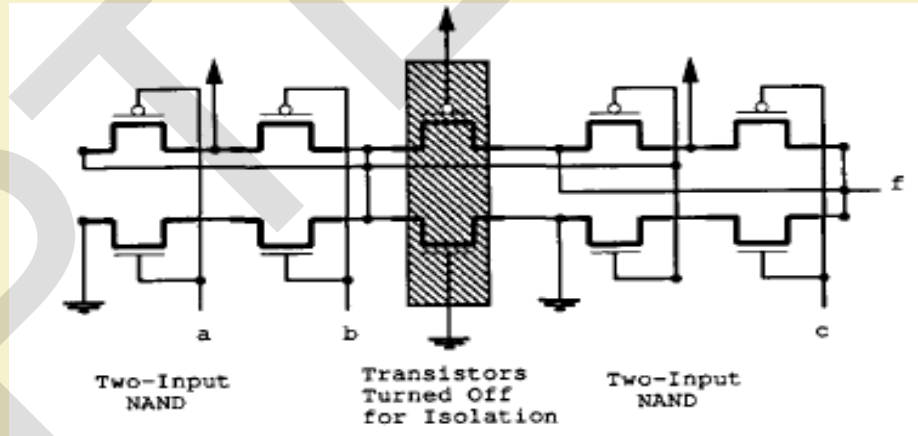 f
a
b
c
Two-Input
NAND
Transistors
Turned Off
for Isolation
Two-Input
NAND